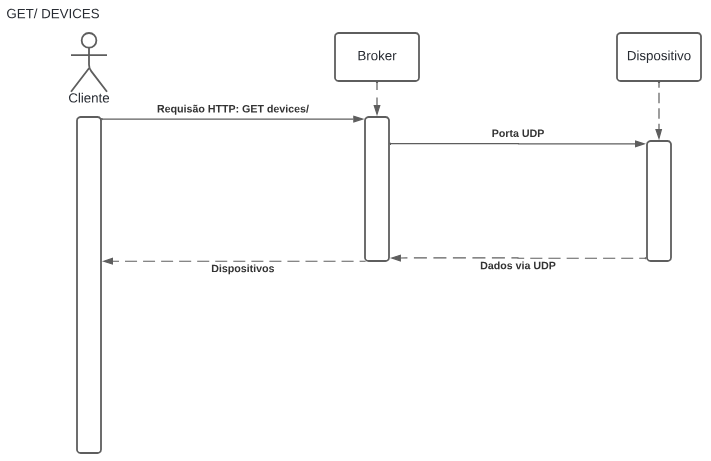 GET/ DEVICES
Broker
Dispositivo
Cliente
Requisão HTTP: GET devices/
Porta UDP
Dispositivos
Dados via UDP